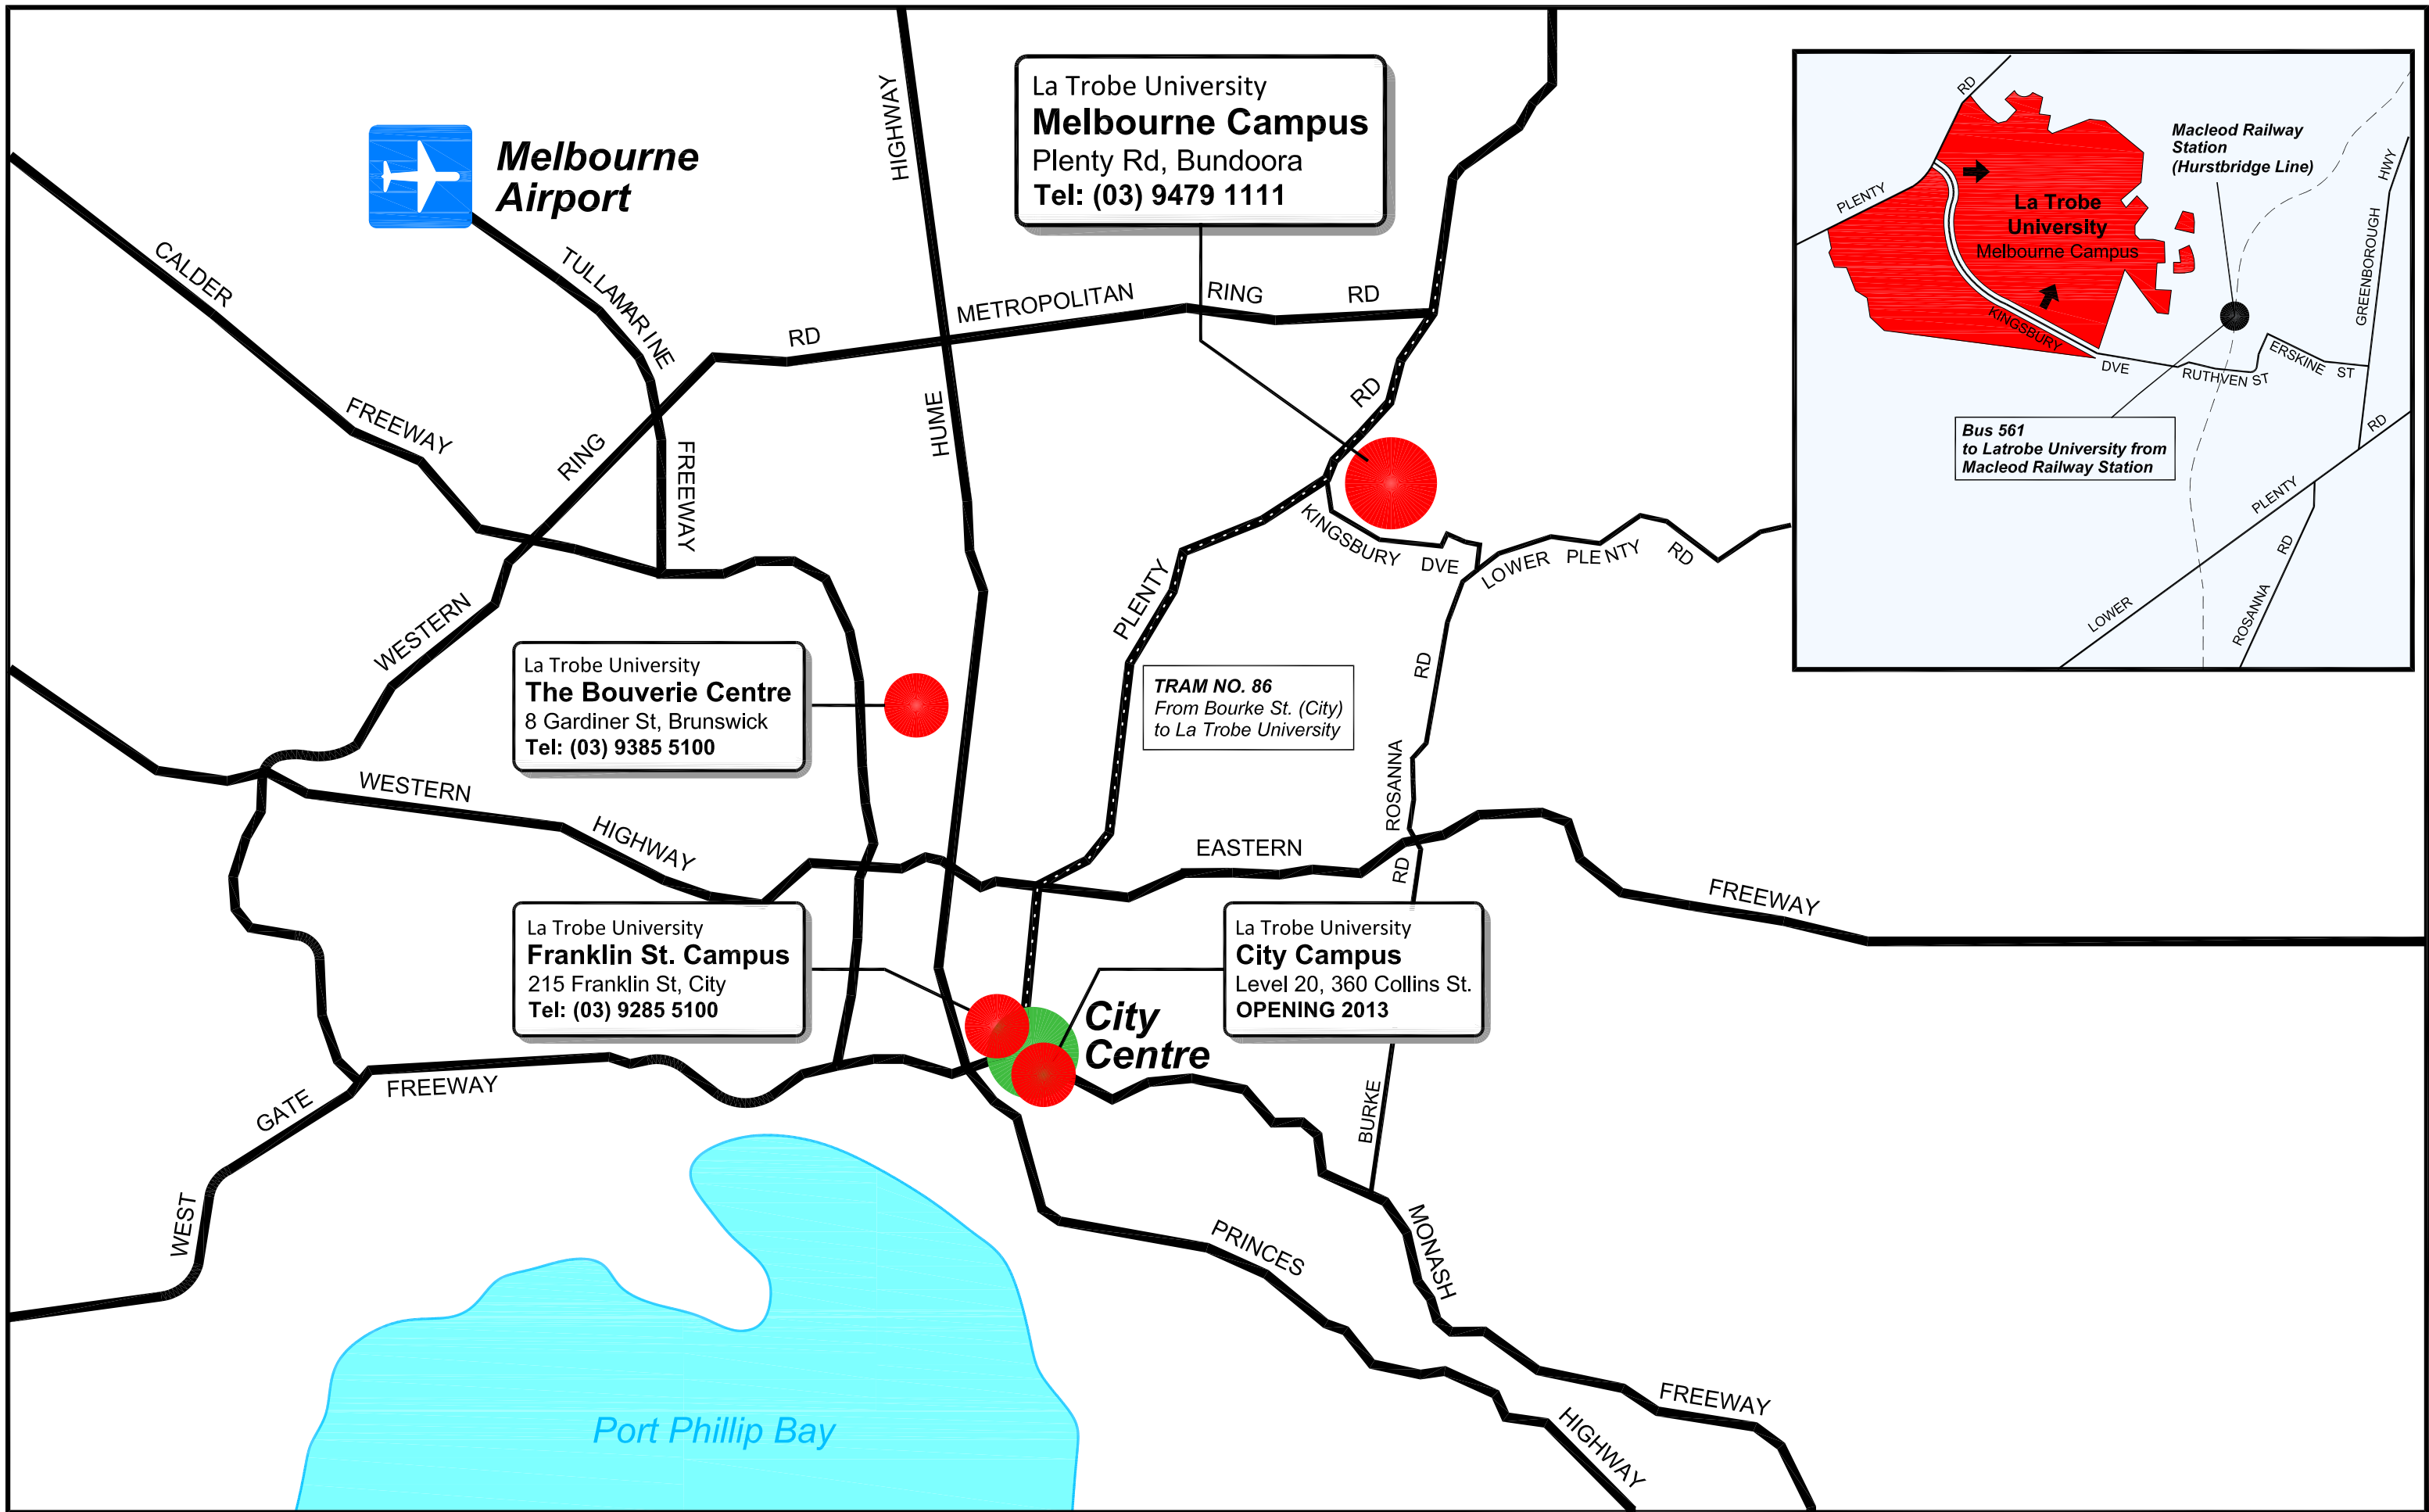 Melbourne
Airport
La Trobe University
Melbourne Campus
Plenty Rd, Bundoora
Tel: (03) 9479 1111
HIGHWAY
HUME
CALDER
FREEWAY
TULLAMARINE
FREEWAY
METROPOLITAN
RING
RD
RD
RING
WESTERN
RD
PLENTY
KINGSBURY
DVE
LOWER
PLENTY
RD
La Trobe University
The Bouverie Centre
8 Gardiner St, Brunswick
Tel: (03) 9385 5100
TRAM NO. 86
From Bourke St. (City)
to La Trobe University
RD
ROSANNA
WESTERN
HIGHWAY
EASTERN
FREEWAY
RD
BURKE
La Trobe University
Franklin St. Campus
215 Franklin St, City
Tel: (03) 9285 5100
La Trobe University
City Campus
Level 20, 360 Collins St.
OPENING 2013
City
Centre
FREEWAY
GATE
WEST
PRINCES
HIGHWAY
MONASH
FREEWAY
Port Phillip Bay
RD
PLENTY
La Trobe
University
Melbourne Campus
KINGSBURY
DVE
RUTHVEN ST
ERSKINE
ST
Macleod Railway
Station
(Hurstbridge Line)
HWY
GREENBOROUGH
Bus 561
to Latrobe University from
Macleod Railway Station
RD
PLENTY
LOWER
RD
ROSANNA